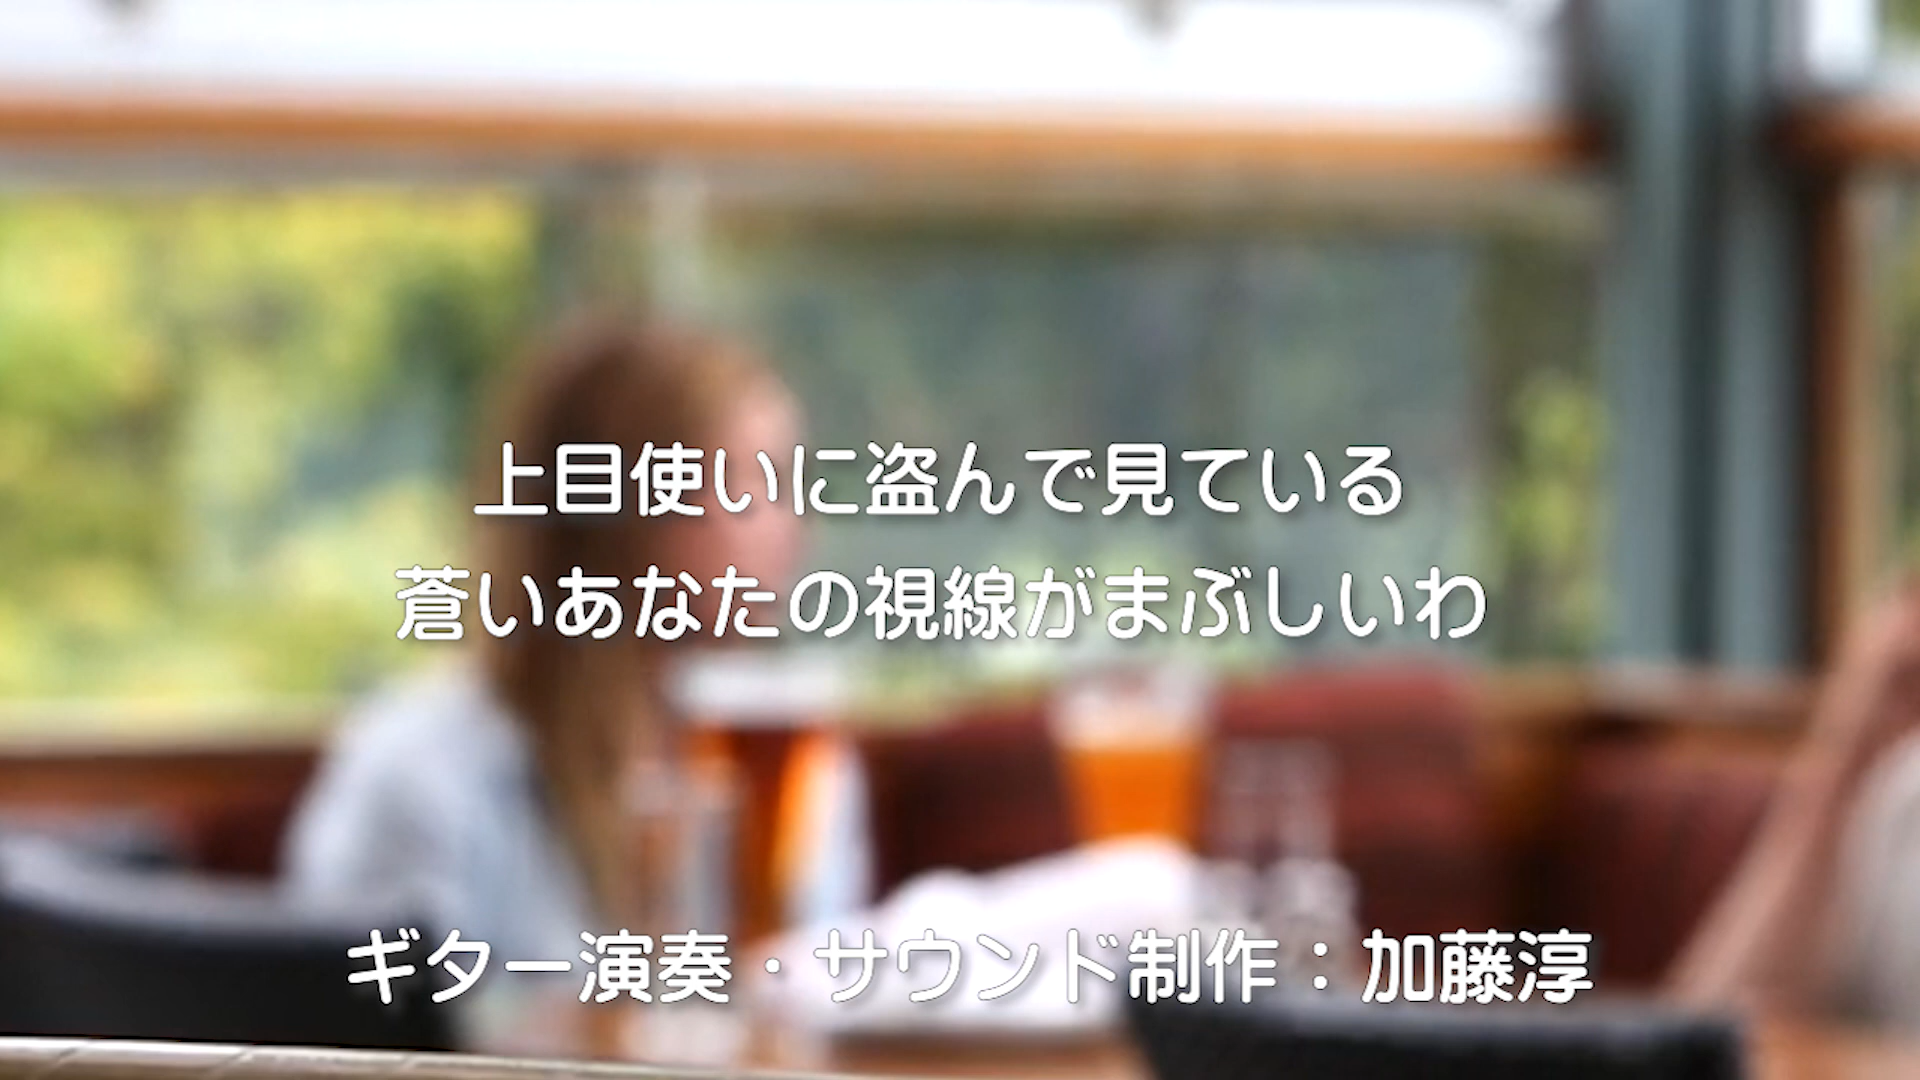 上目使いに盗んで見ている
蒼いあなたの視線がまぶしいわ
ギター演奏・サウンド制作：加藤淳